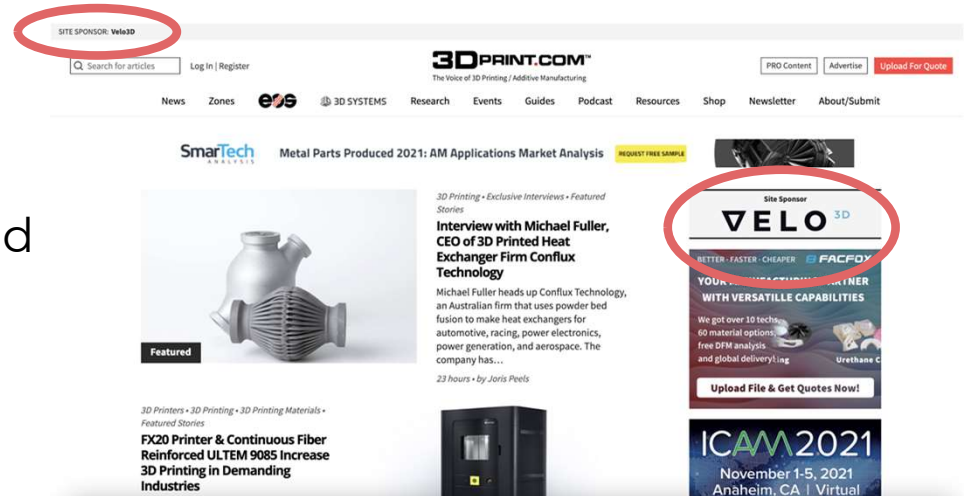 SITE SPONSOR: Velo3D
Search for articles
Log In | Register
3DPRINT.COM™
The Voice of 3D Printing / Additive Manufacturing
PRO Content
Advertise
Upload For Quote
News Zones eos 3D SYSTEMS Research Events Guides Podcast Resources Shop Newsletter About/Submit
SmarTech
ANALYSIS
Metal Parts Produced 2021: AM Applications Market Analysis
REQUEST FREE SAMPLE
d
Featured
3D Printing • Exclusive Interviews • Featured
Stories
Interview with Michael Fuller,
CEO of 3D Printed Heat
Exchanger Firm Conflux
Technology
Michael Fuller heads up Conflux Technology,
an Australian firm that uses powder bed
fusion to make heat exchangers for
automotive, racing, power electronics,
power generation, and aerospace. The
company has...
23 hours • by Joris Peels
Site Sponsor
VELO 3D
BETTER - FASTER - CHEAPER FACFOX
YOUR
WITH VERSATILLE CAPABILITIES
We got over 10 techs,
60 material options,
free DFM analysis
and global delivery!
Urethane C
Upload File & Get Quotes Now!
3D Printers • 3D Printing • 3D Printing Materials •
Featured Stories
FX20 Printer & Continuous Fiber
Reinforced ULTEM 9085 Increase
3D Printing in Demanding
Industries
ICAM2021
November 1-5, 2021
Anaheim, CA | Virtual